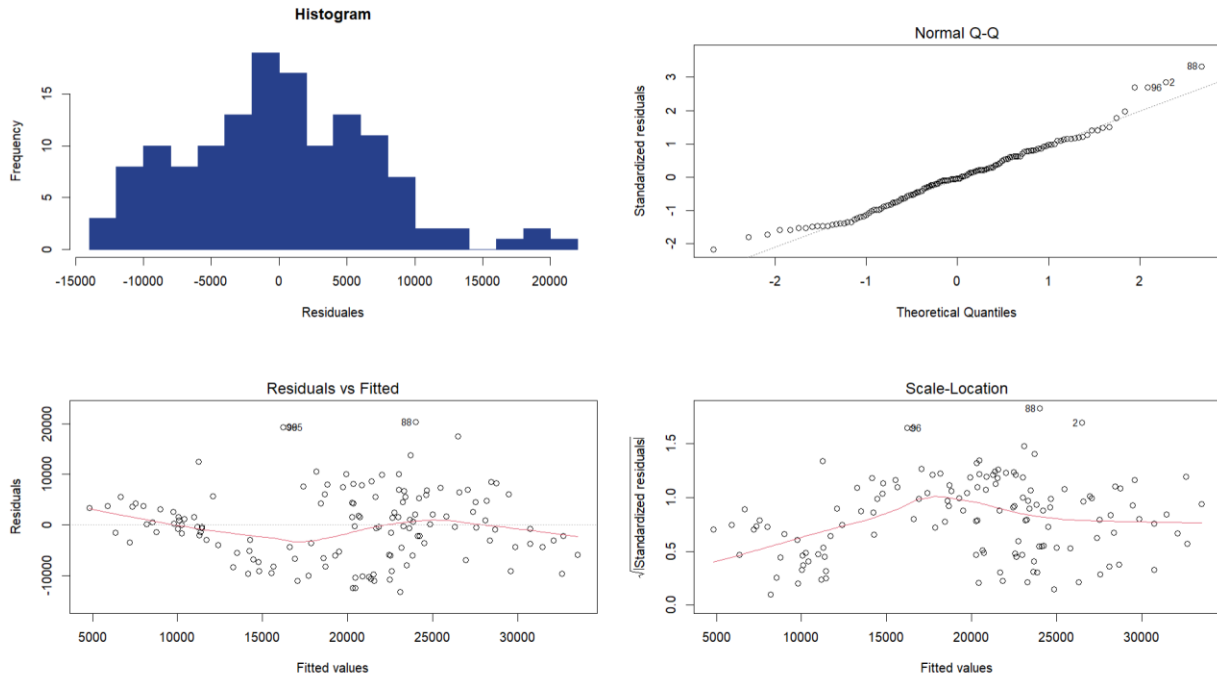 Histogram
Frequency
0
5
10
15
-15000 -10000 -5000 0 5000 10000 15000 20000
Residuales
Normal Q-Q
Standardized residuals
-2
-1
0
1
2
3
88
96
2
-2 -1 0 1 2
Theoretical Quantiles
Residuals vs Fitted
Residuals
-10000
0
10000
20000
88
5000 10000 15000 20000 25000 30000
Fitted values
Scale-Location
√|Standardized residuals|
0.0
0.5
1.0
1.5
88
2
96
5000 10000 15000 20000 25000 30000
Fitted values